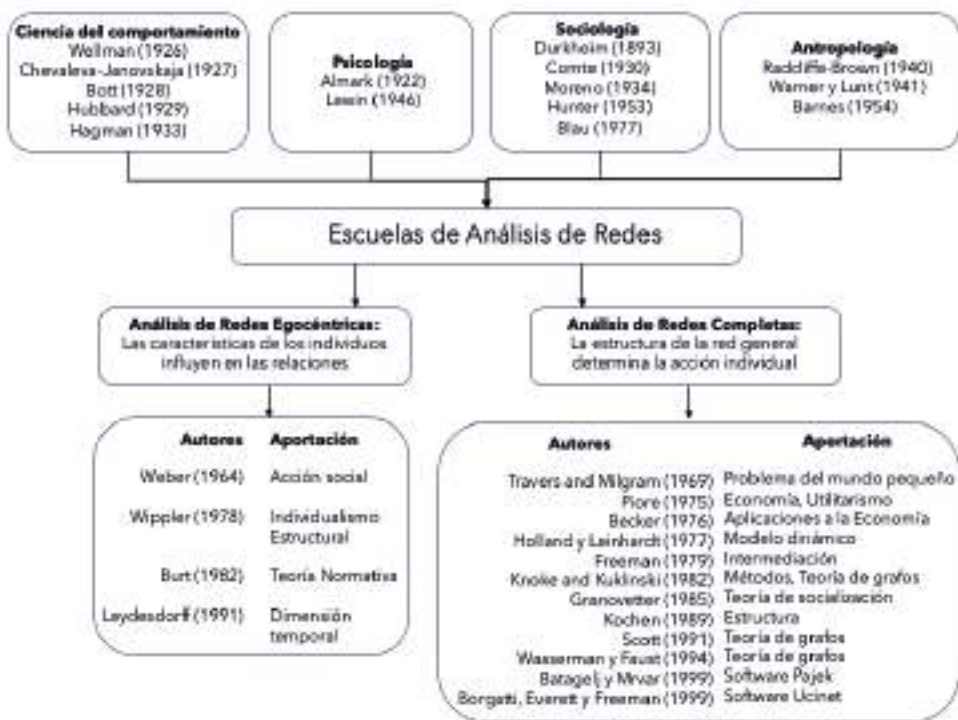 Ciencia del comportamiento
Wellman (1926)
Chevaleva-Janovskaja (1927)
Bott (1928)
Hubbard (1929)
Hagman (1933)
Psicología
Almark (1922)
Lewin (1946)
Sociología
Durkheim (1893)
Comte (1930)
Moreno (1934)
Hunter (1953)
Blau (1977)
Antropología
Radcliffe-Brown (1940)
Warner y Lunt (1941)
Barnes (1954)
Escuelas de Análisis de Redes
Análisis de Redes Egocéntricas:
Las características de los individuos
influyen en las relaciones
Análisis de Redes Completas:
La estructura de la red general
determina la acción individual
Autores Aportación
Weber (1964) Acción social
Wippler (1978) Individualismo
Estructural
Burt (1982) Teoría Normativa
Leydesdorff (1991) Dimensión
temporal
Autores Aportación
Travers and Milgram (1969) Problema del mundo pequeño
Piore (1975) Economía, Utilitarismo
Becker (1976) Aplicaciones a la Economía
Holland y Leinhardt (1977) Modelo dinámico
Freeman (1979) Intermediación
Knoke and Kuklinski (1982) Métodos, Teoría de grafos
Granovetter (1985) Teoría de socialización
Kochen (1989) Estructura
Scott (1991) Teoría de grafos
Wasserman y Faust (1994) Teoría de grafos
Batagelj y Mrvar (1999) Software Pajek
Borgatti, Everett y Freeman (1999) Software Ucinet